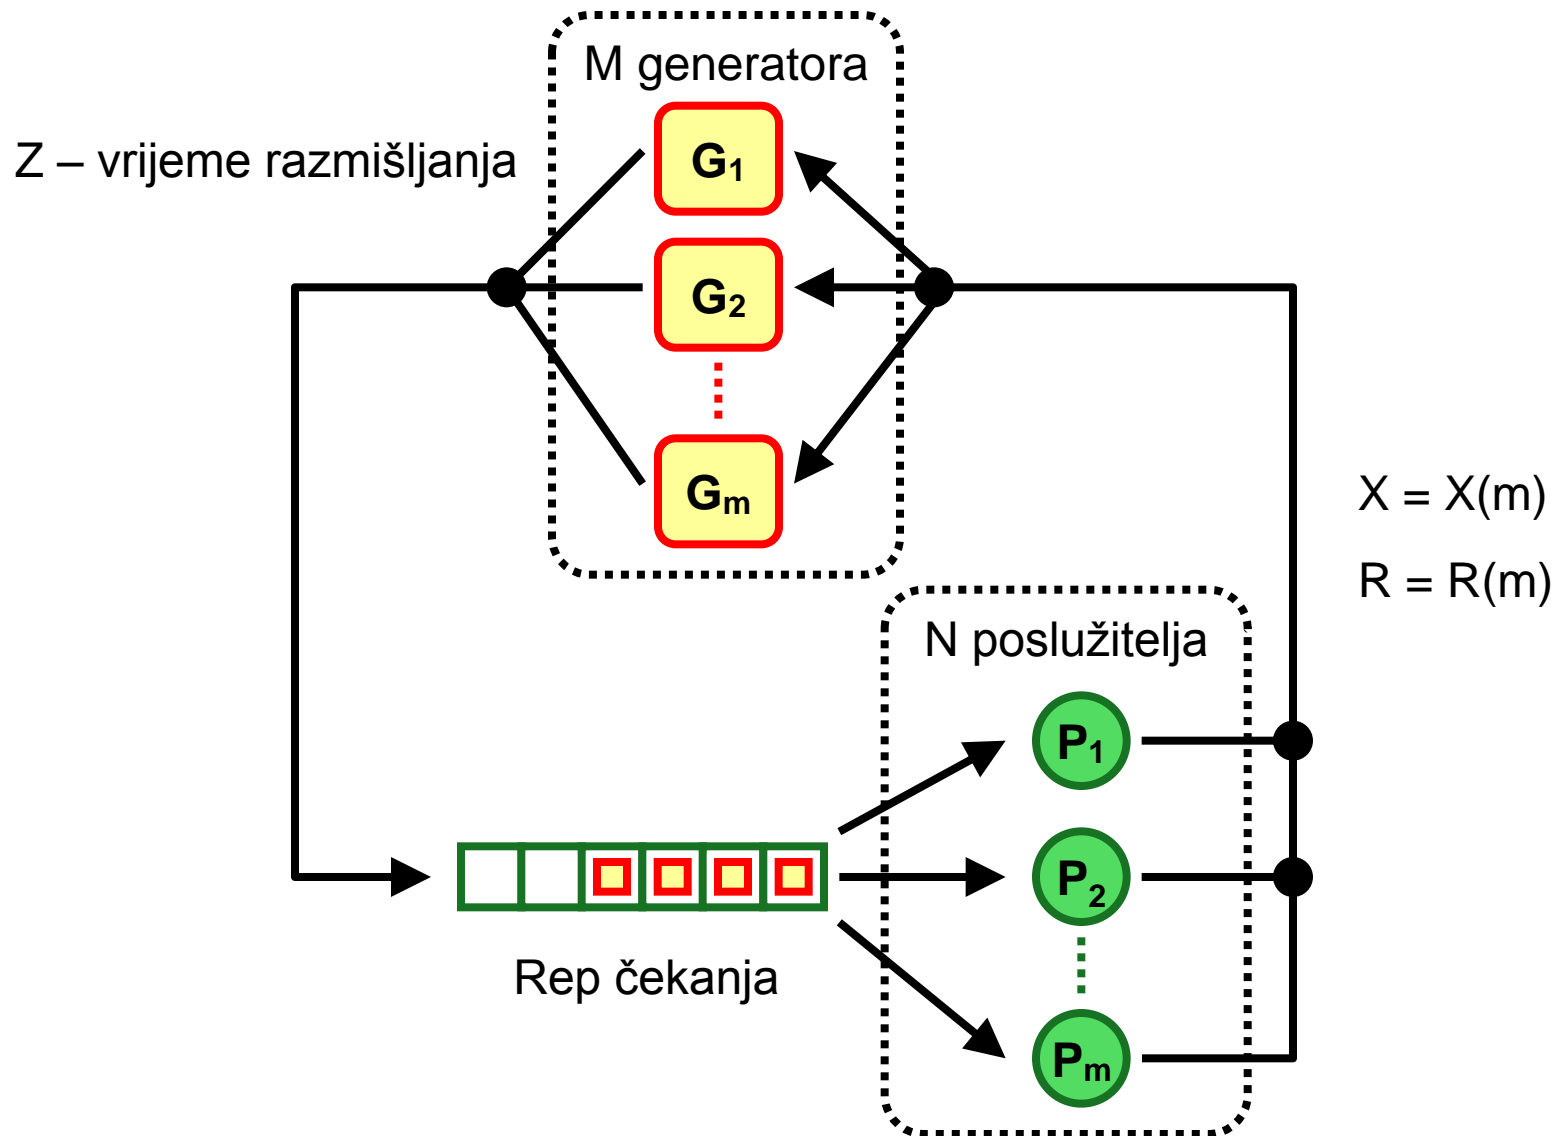 M generatora
Z – vrijeme razmišljanja
G1
G2
Gm
X = X(m)
R = R(m)
N poslužitelja
P1
P2
Rep čekanja
Pm